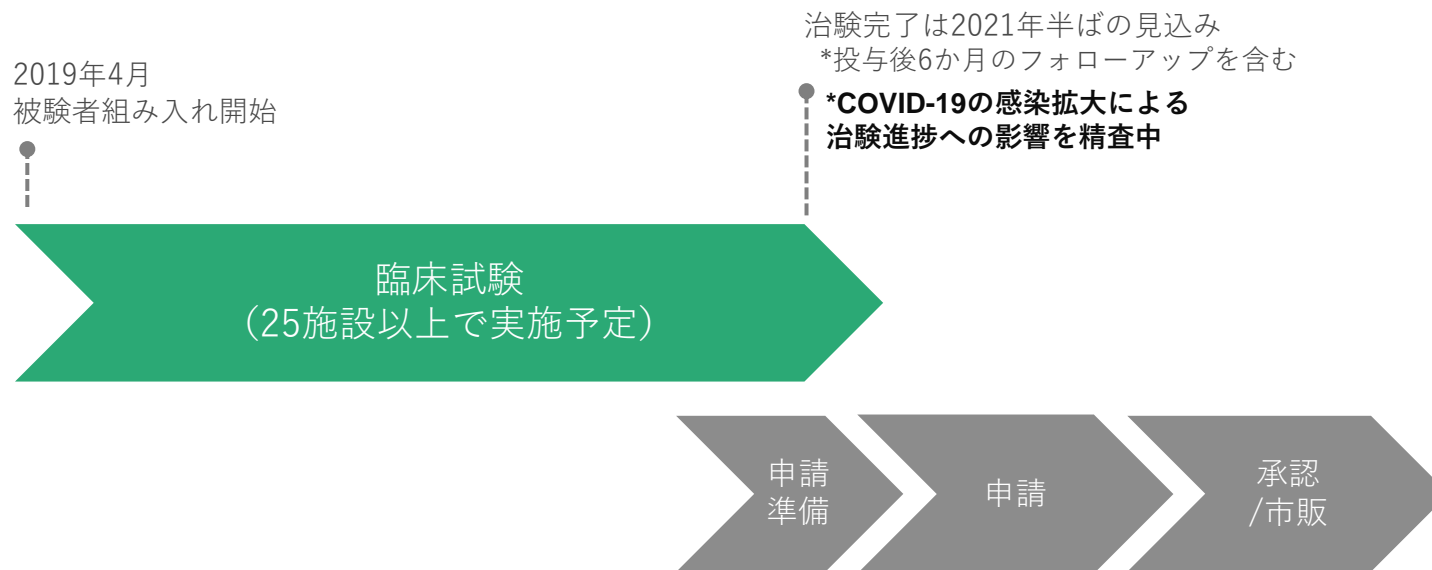 2019年4月
被験者組み入れ開始
治験完了は2021年半ばの見込み
*投与後6か月のフォローアップを含む
*COVID-19の感染拡大による
治験進捗への影響を精査中
臨床試験
（25施設以上で実施予定）
申請
準備
申請
承認
/市販